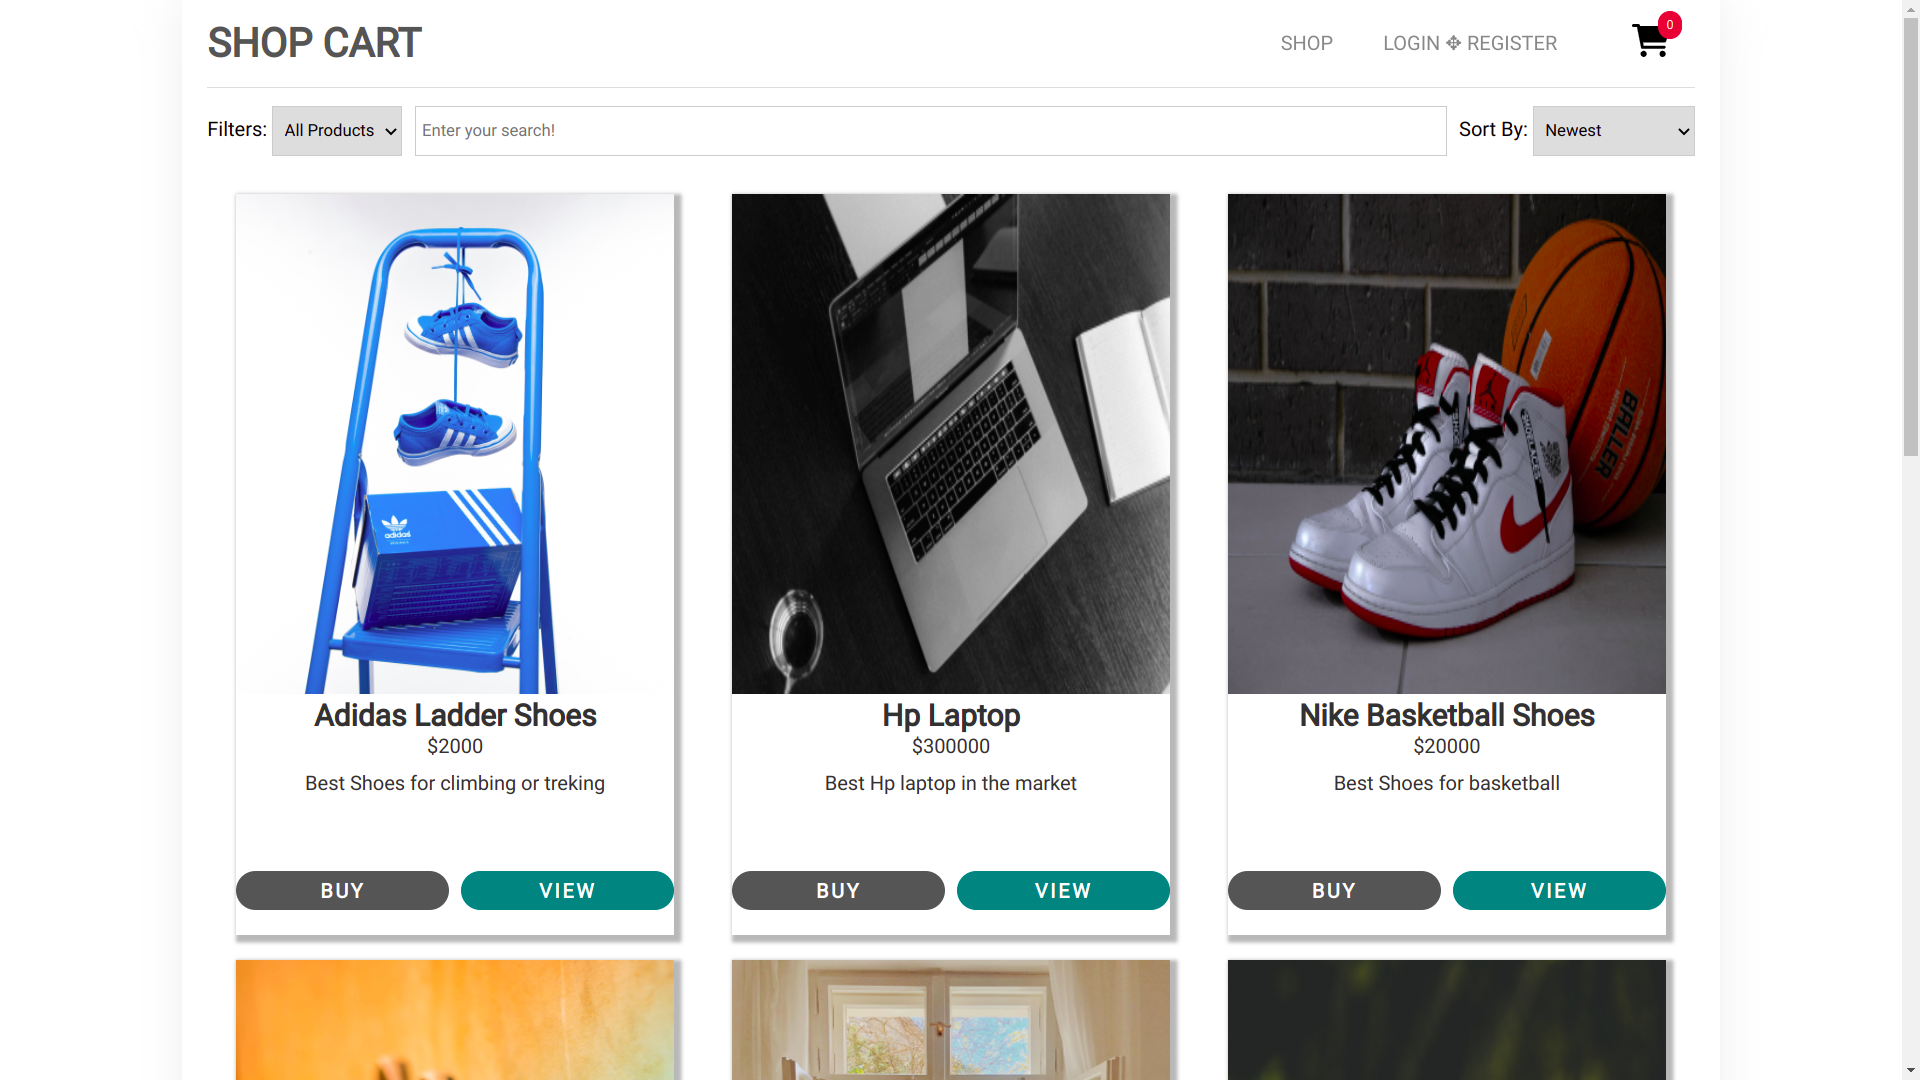 SHOP CART
SHOP
LOGIN ✥ REGISTER
0
Filters:
All Products
Enter your search!
Sort By:
Newest
adidas
BALLER
Adidas Ladder Shoes
$2000
Best Shoes for climbing or treking
BUY
VIEW
Hp Laptop
$300000
Best Hp laptop in the market
BUY
VIEW
Nike Basketball Shoes
$20000
Best Shoes for basketball
BUY
VIEW